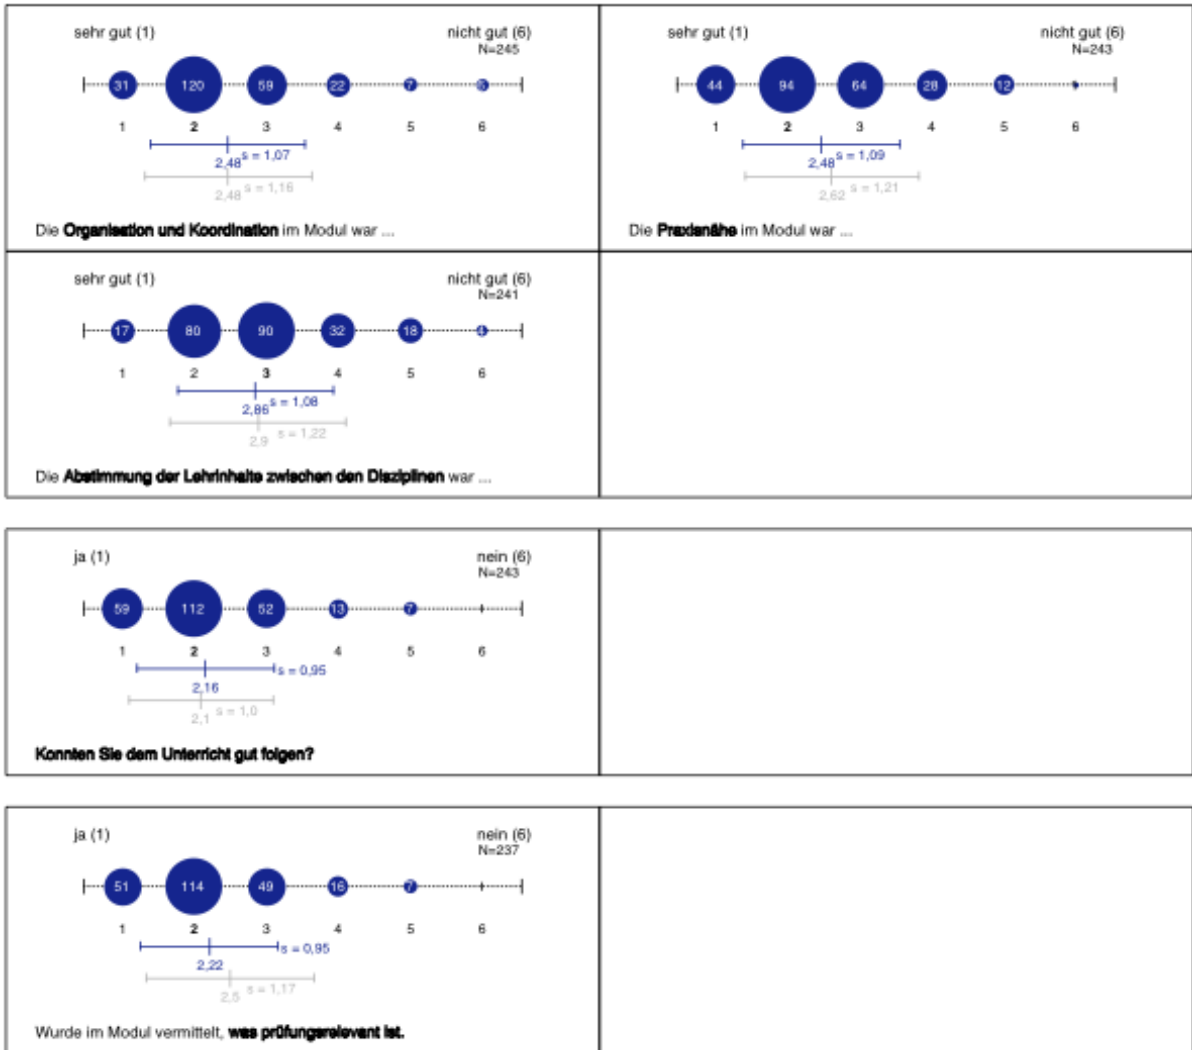 sehr gut (1) nicht gut (6)
N=245
31 120 59 22 7 6
1 2 3 4 5 6
2,48 s = 1,07
2,48 s = 1,16
Die Organisation und Koordination im Modul war ...
sehr gut (1) nicht gut (6)
N=243
44 94 64 28 12
1 2 3 4 5 6
2,48 s = 1,09
2,62 s = 1,21
Die Praxisnähe im Modul war ...
sehr gut (1) nicht gut (6)
N=241
17 80 90 32 18 4
1 2 3 4 5 6
2,86 s = 1,08
2,9 s = 1,22
Die Abstimmung der Lehrinhalte zwischen den Disziplinen war ...
ja (1) nein (6)
N=243
59 112 52 13 7
1 2 3 4 5 6
s = 0,95
2,16
2,1 s = 1,0
Konnten Sie dem Unterricht gut folgen?
ja (1) nein (6)
N=237
51 114 49 16 7
1 2 3 4 5 6
s = 0,95
2,22
2,5 s = 1,17
Wurde im Modul vermittelt, was prüfungsrelevant ist.